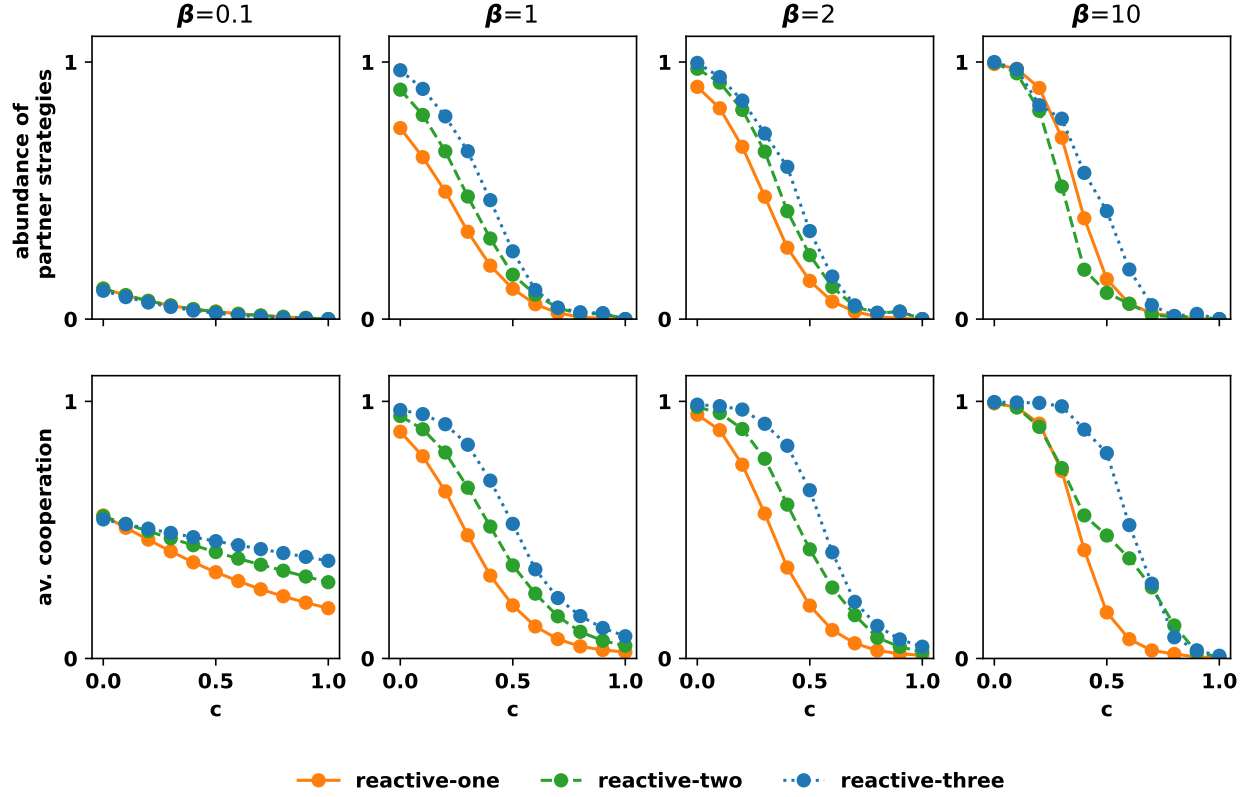 β=0.1
β=1
β=2
β=10
abundance of
partner strategies
1
0
1
0
1
0
1
0
av. cooperation
1
0
1
0
1
0
1
0
0.0 0.5 1.0
0.0 0.5 1.0
0.0 0.5 1.0
0.0 0.5 1.0
c
c
c
c
reactive-one
reactive-two
reactive-three